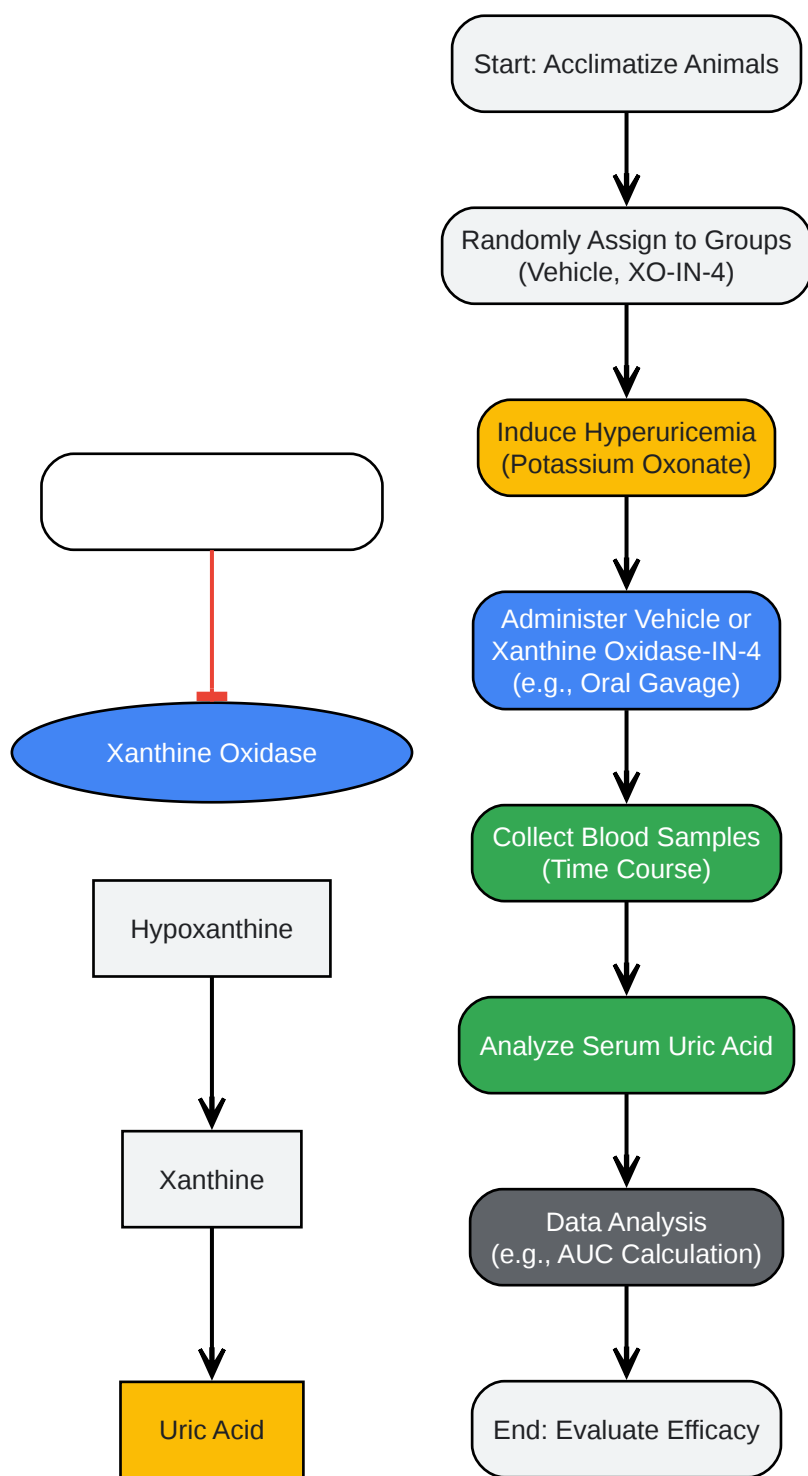 Start: Acclimatize Animals
Randomly Assign to Groups
(Vehicle, XO-IN-4)
Induce Hyperuricemia
(Potassium Oxonate)
Administer Vehicle or
Xanthine Oxidase-IN-4
(e.g., Oral Gavage)
Collect Blood Samples
(Time Course)
Analyze Serum Uric Acid
Data Analysis
(e.g., AUC Calculation)
End: Evaluate Efficacy
Xanthine Oxidase
Hypoxanthine
Xanthine
Uric Acid